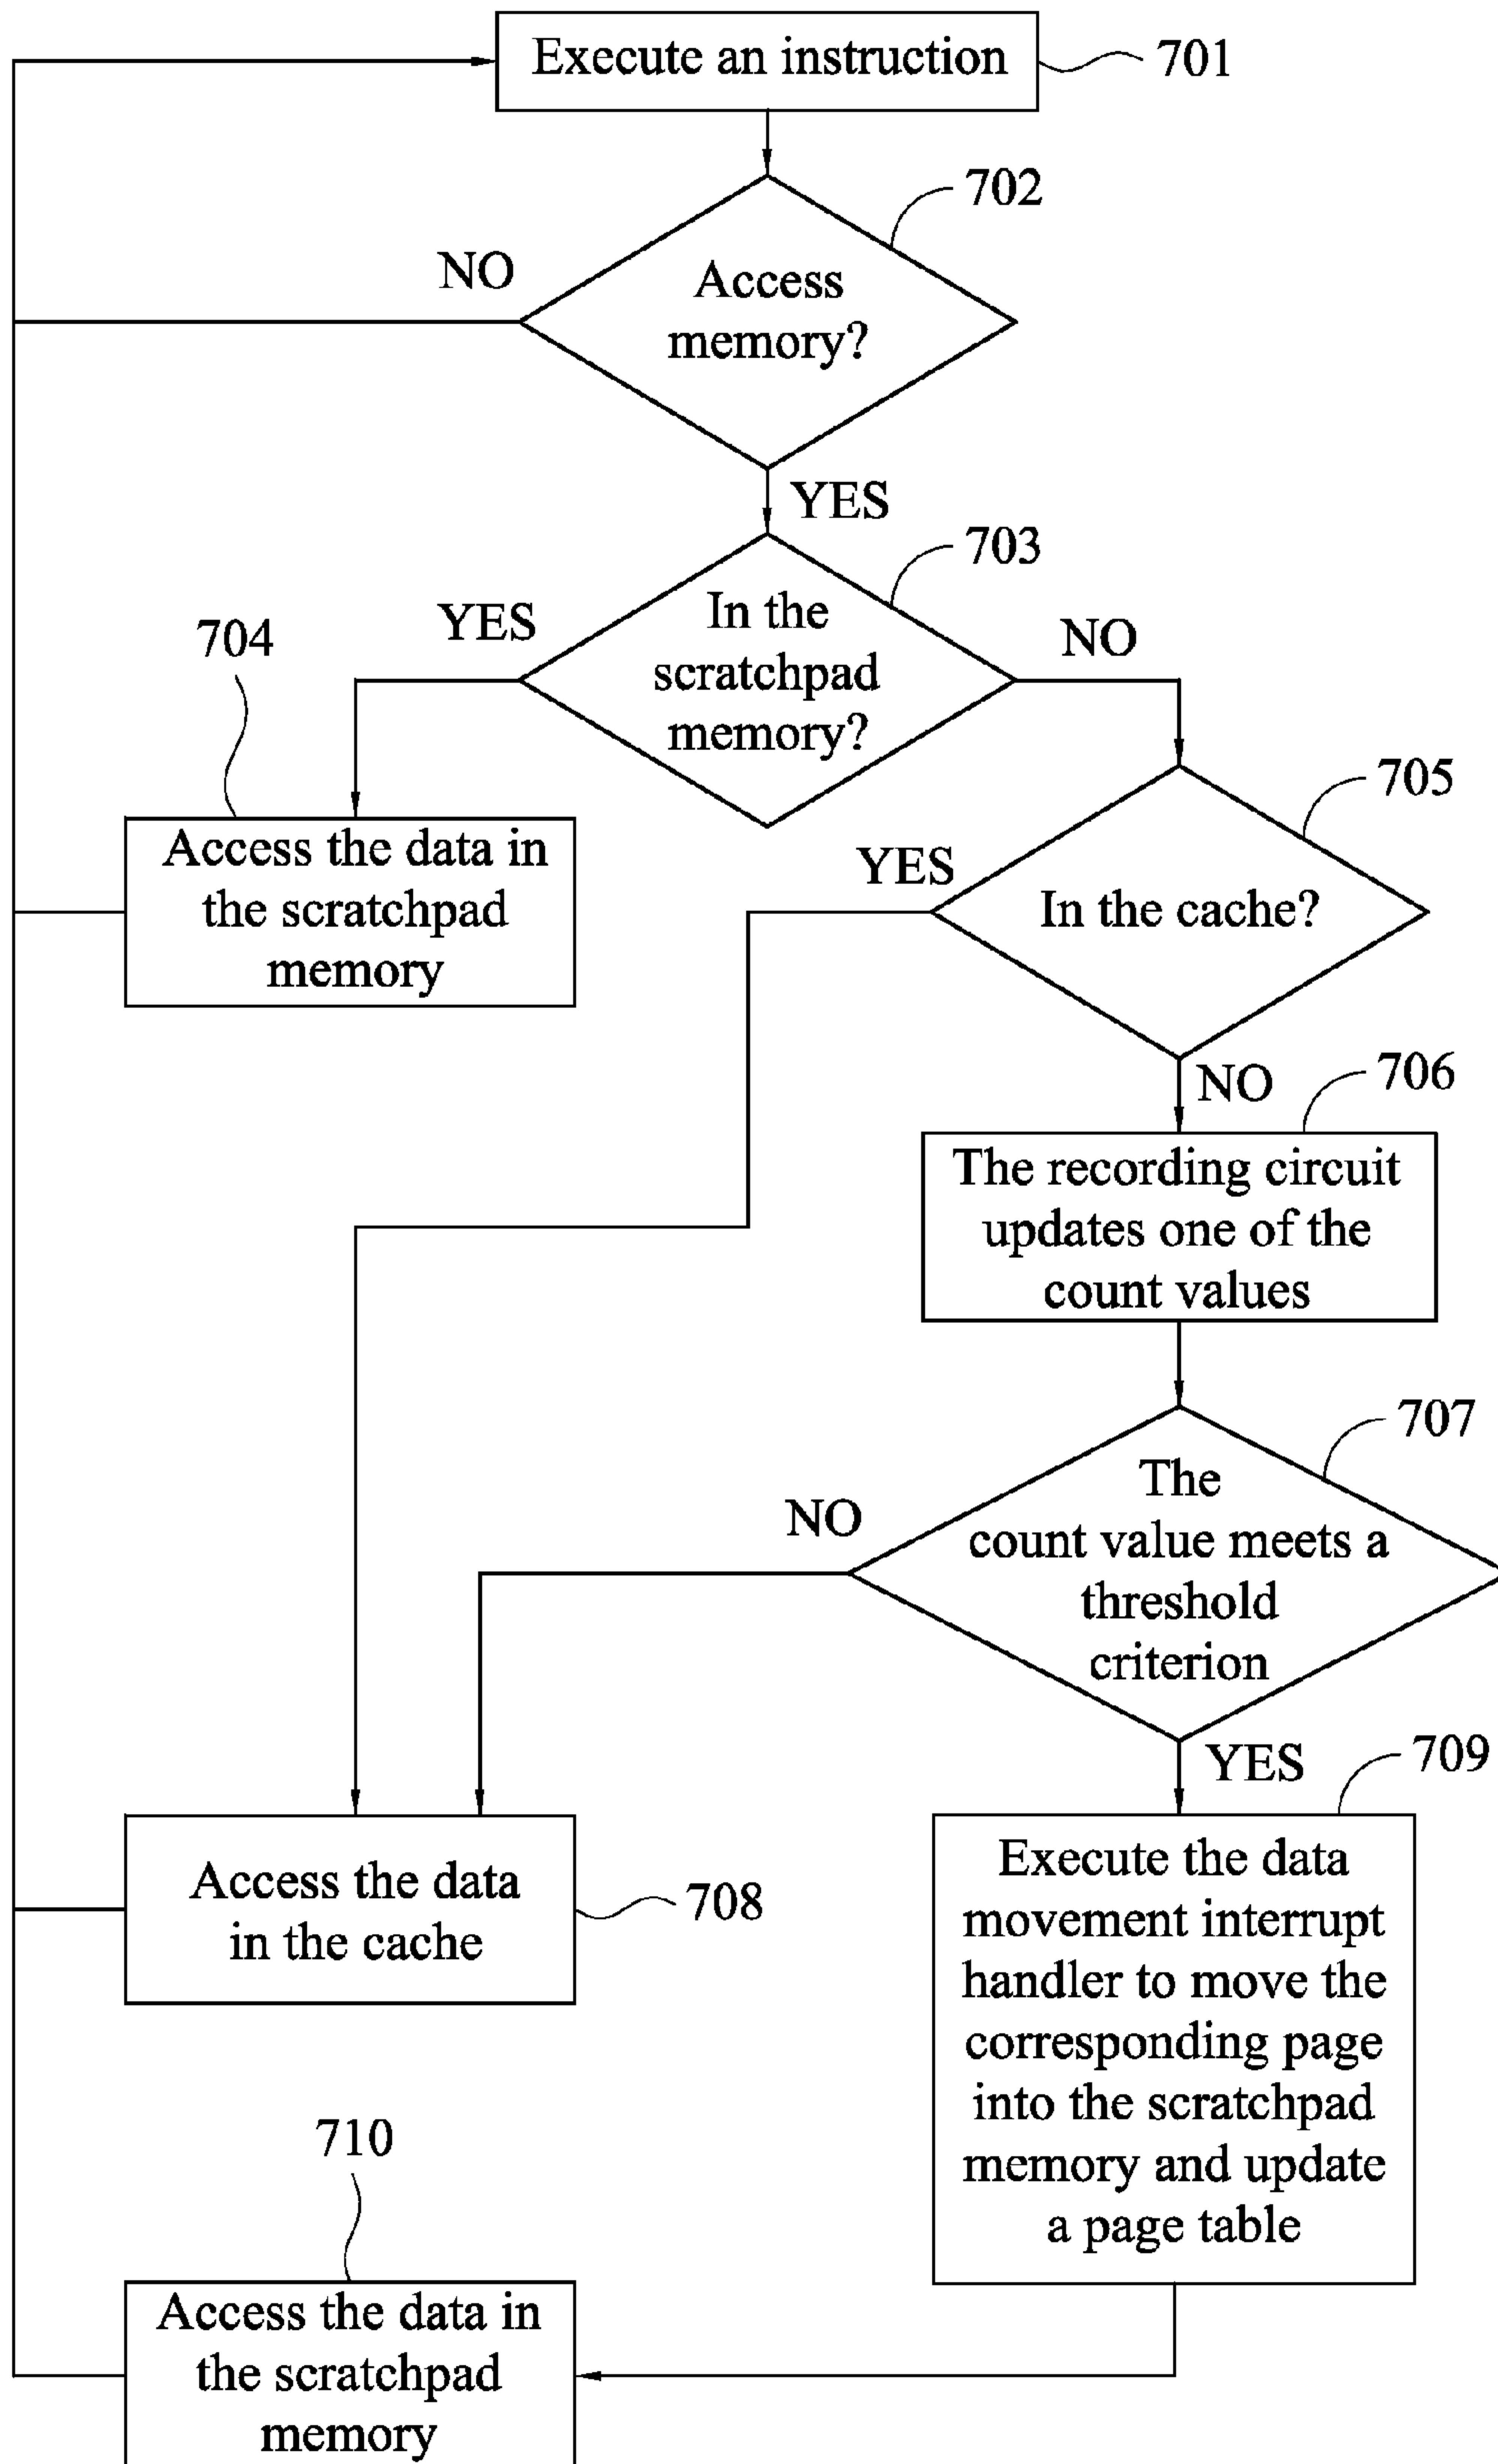 Execute an instruction
701
702
NO
Access
memory?
YES
703
YES
In the
scratchpad
memory?
NO
704
705
Access the data in
the scratchpad
memory
YES
In the cache?
NO
706
The recording circuit
updates one of the
count values
707
NO
The
count value meets a
threshold
criterion
YES
709
Access the data
in the cache
708
Execute the data
movement interrupt
handler to move the
corresponding page
into the scratchpad
memory and update
a page table
710
Access the data in
the scratchpad
memory